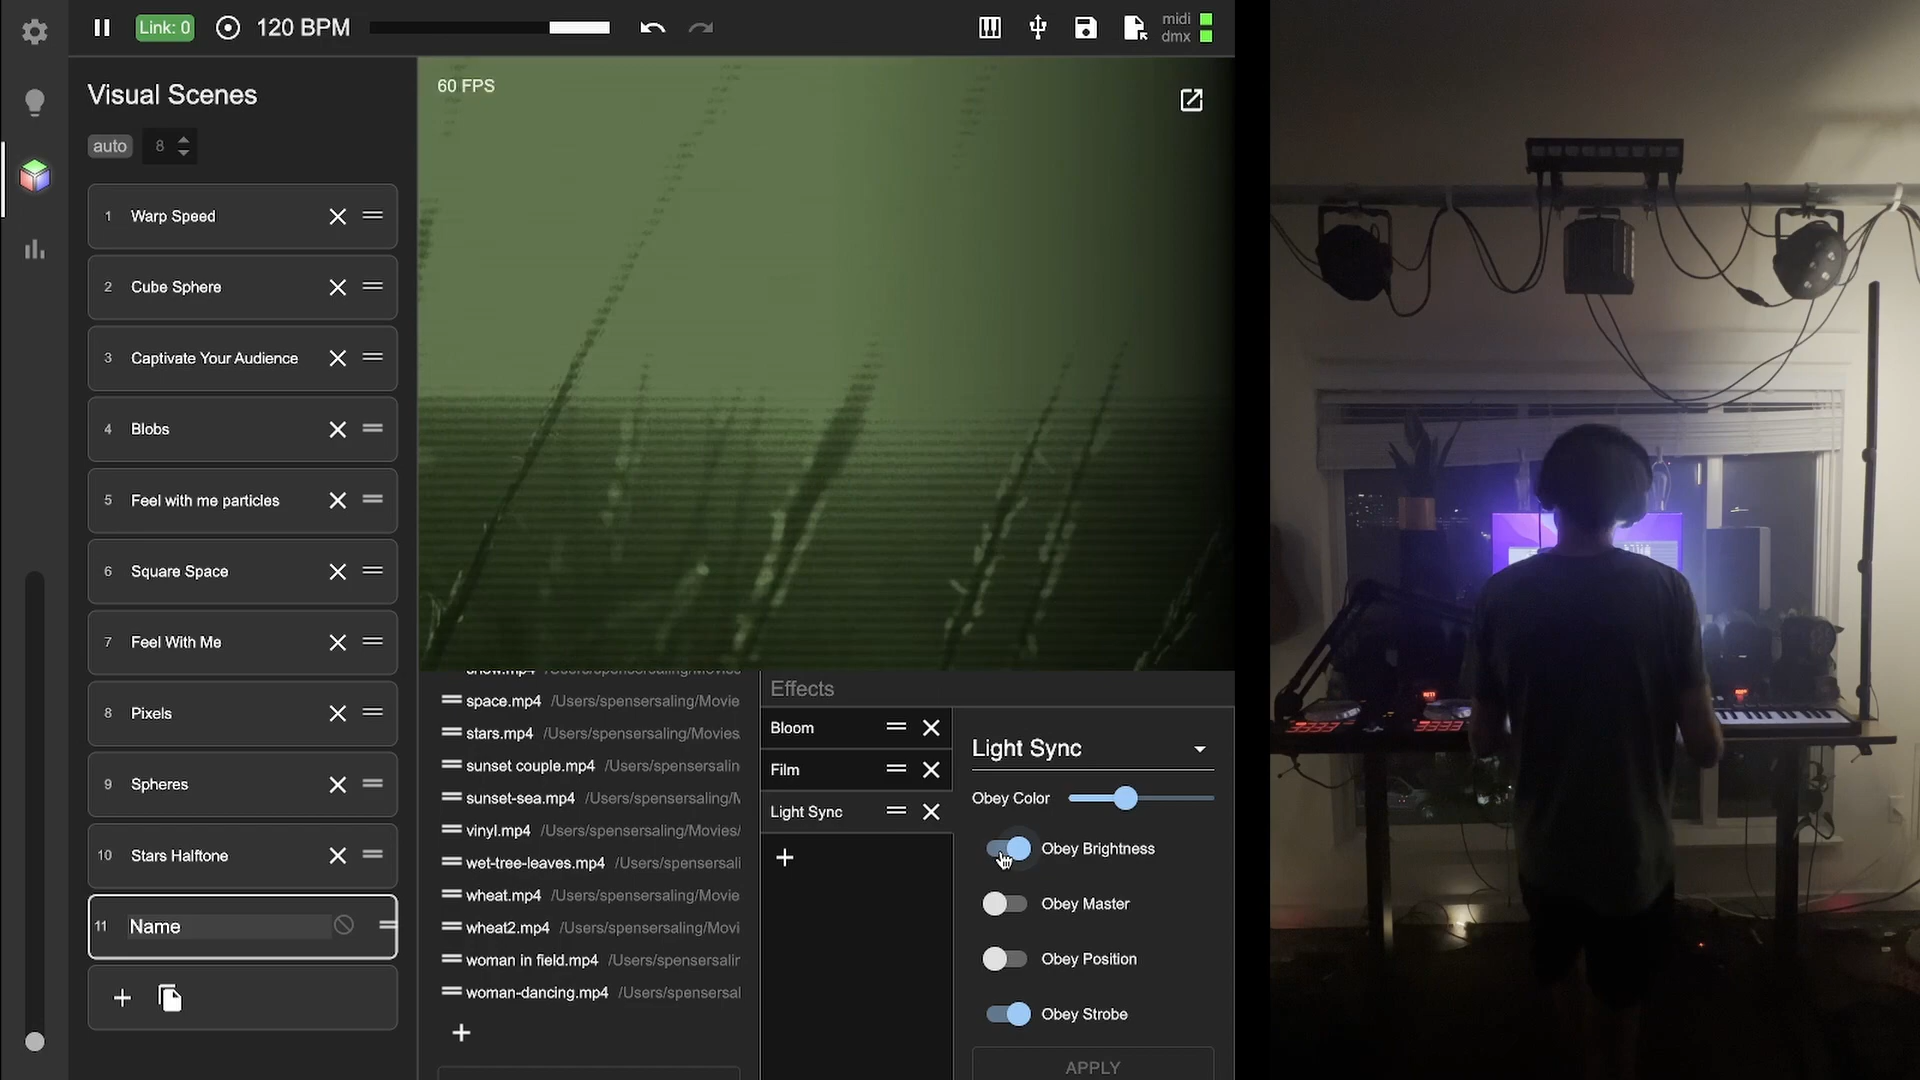 Link: 0
120 BPM
midi
dmx
Visual Scenes
60 FPS
auto
8
1 Warp Speed
2 Cube Sphere
3 Captivate Your Audience
4 Blobs
5 Feel with me particles
6 Square Space
7 Feel With Me
8 Pixels
9 Spheres
10 Stars Halftone
11 Name
space.mp4 /Users/spensersaling/Movie
stars.mp4 /Users/spensersaling/Movies
sunset couple.mp4 /Users/spensersalin
sunset-sea.mp4 /Users/spensersaling/M
vinyl.mp4 /Users/spensersaling/Movies/
wet-tree-leaves.mp4 /Users/spensersali
wheat.mp4 /Users/spensersaling/Movie
wheat2.mp4 /Users/spensersaling/Movi
woman in field.mp4 /Users/spensersalir
woman-dancing.mp4 /Users/spensersal
Effects
Bloom
Film
Light Sync
Light Sync
Obey Color
Obey Brightness
Obey Master
Obey Position
Obey Strobe
APPLY